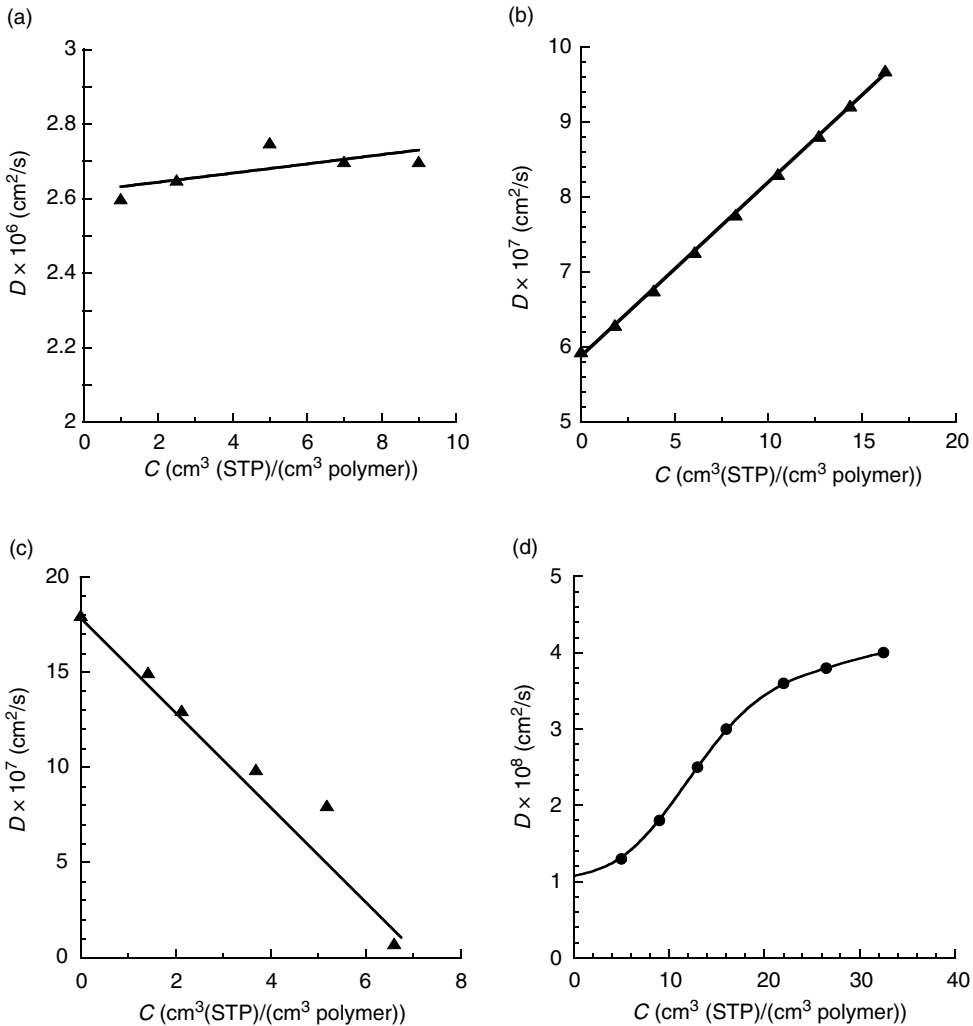 (a)
3
2.8
2.6
2.4
2.2
2
D × 10⁶ (cm²/s)
0 2 4 6 8 10
C (cm³ (STP)/(cm³ polymer))
(b)
10
9
8
7
6
5
D × 10⁷ (cm²/s)
0 5 10 15 20
C (cm³(STP)/(cm³ polymer))
(c)
20
15
10
5
0
D × 10⁷ (cm²/s)
0 2 4 6 8
C (cm³(STP)/(cm³ polymer))
(d)
5
4
3
2
1
0
D × 10⁸ (cm²/s)
0 10 20 30 40
C (cm³ (STP)/(cm³ polymer))